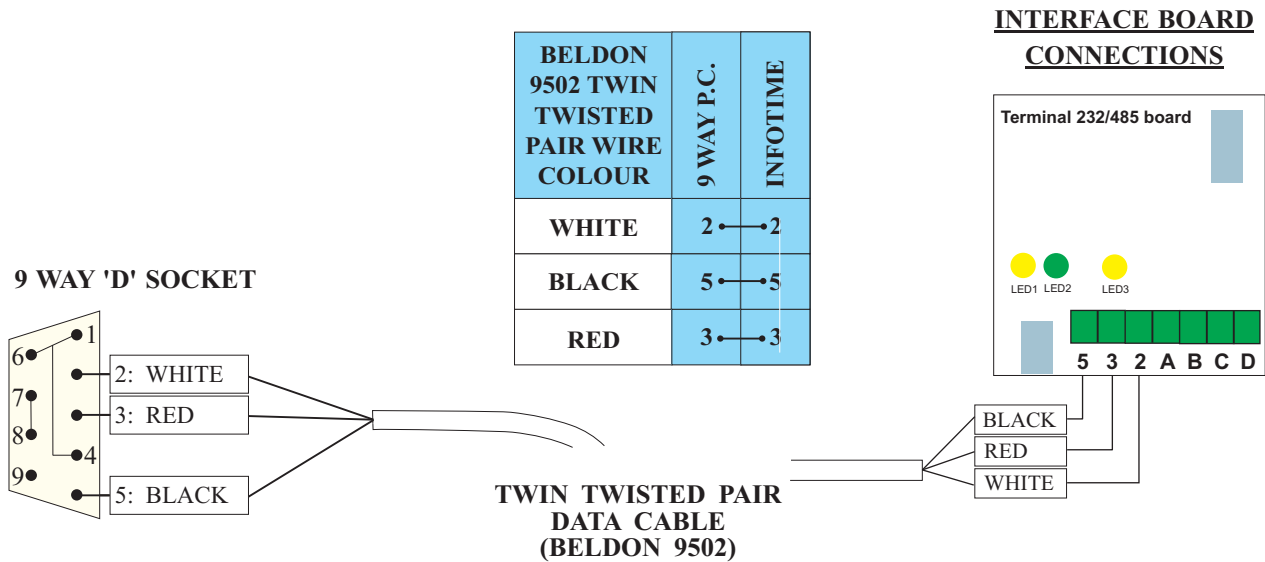 INTERFACE BOARD
CONNECTIONS
BELDON
9502 TWIN
TWISTED
PAIR WIRE
COLOUR
9 WAY P.C.
INFOTIME
WHITE 2 2
BLACK 5 5
RED 3 3
Terminal 232/485 board
LED1 LED2 LED3
5 3 2 A B C D
9 WAY 'D' SOCKET
1
6
2: WHITE
7
3: RED
8
4
9
5: BLACK
BLACK
RED
WHITE
TWIN TWISTED PAIR
DATA CABLE
(BELDON 9502)